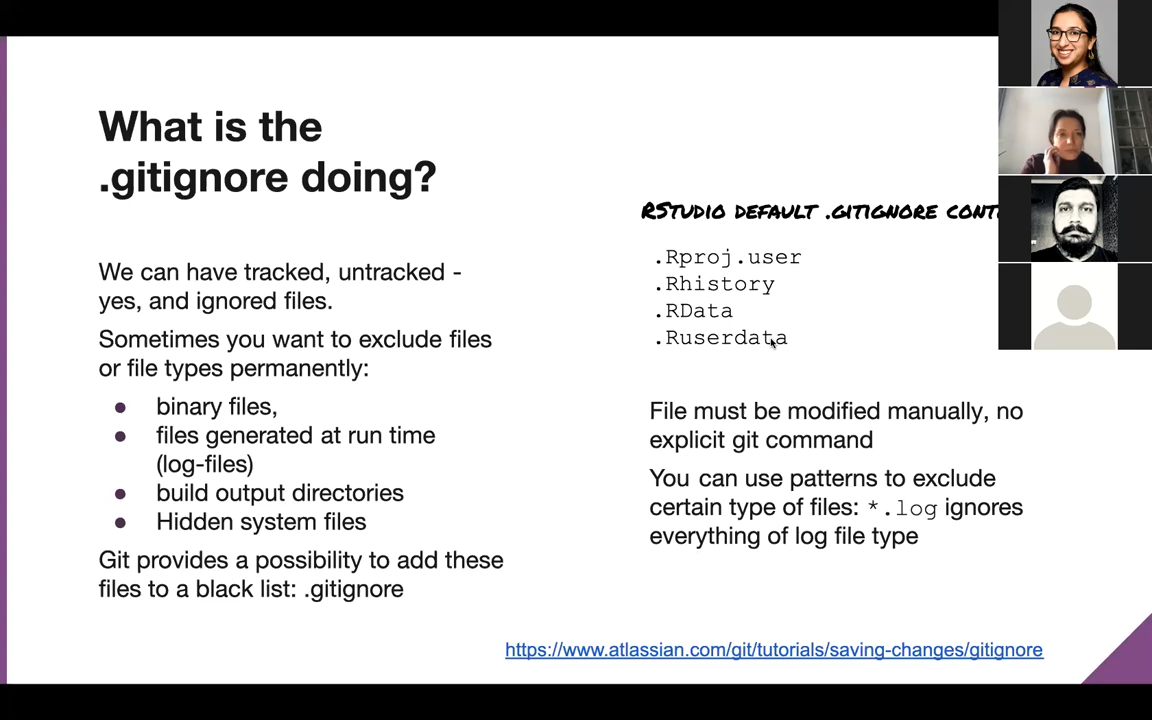 What is the
.gitignore doing?
We can have tracked, untracked -
yes, and ignored files.
Sometimes you want to exclude files
or file types permanently:
● binary files,
● files generated at run time
(log-files)
● build output directories
● Hidden system files
Git provides a possibility to add these
files to a black list: .gitignore
RStudio default .gitignore
.Rproj.user
.Rhistory
.RData
.Ruserdata
File must be modified manually, no
explicit git command
You can use patterns to exclude
certain type of files: *.log ignores
everything of log file type
https://www.atlassian.com/git/tutorials/saving-changes/gitignore